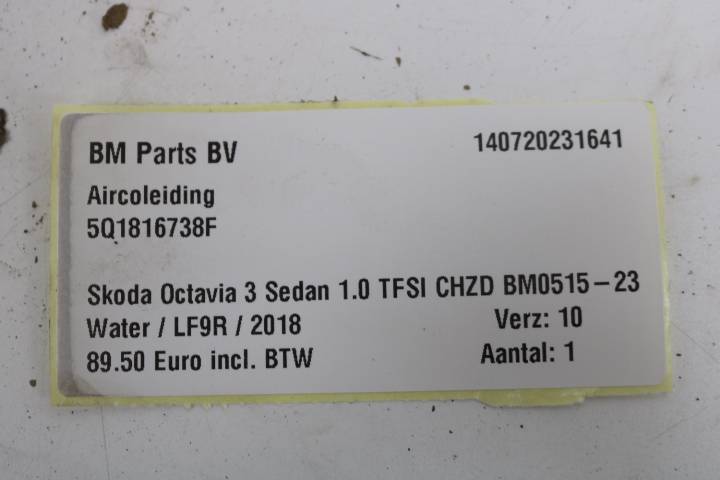 BM Parts BV 140720231641
Aircoleiding
5Q1816738F
Skoda Octavia 3 Sedan 1.0 TFSI CHZD BM0515-23
Water / LF9R / 2018 Verz: 10
89.50 Euro incl. BTW Aantal: 1